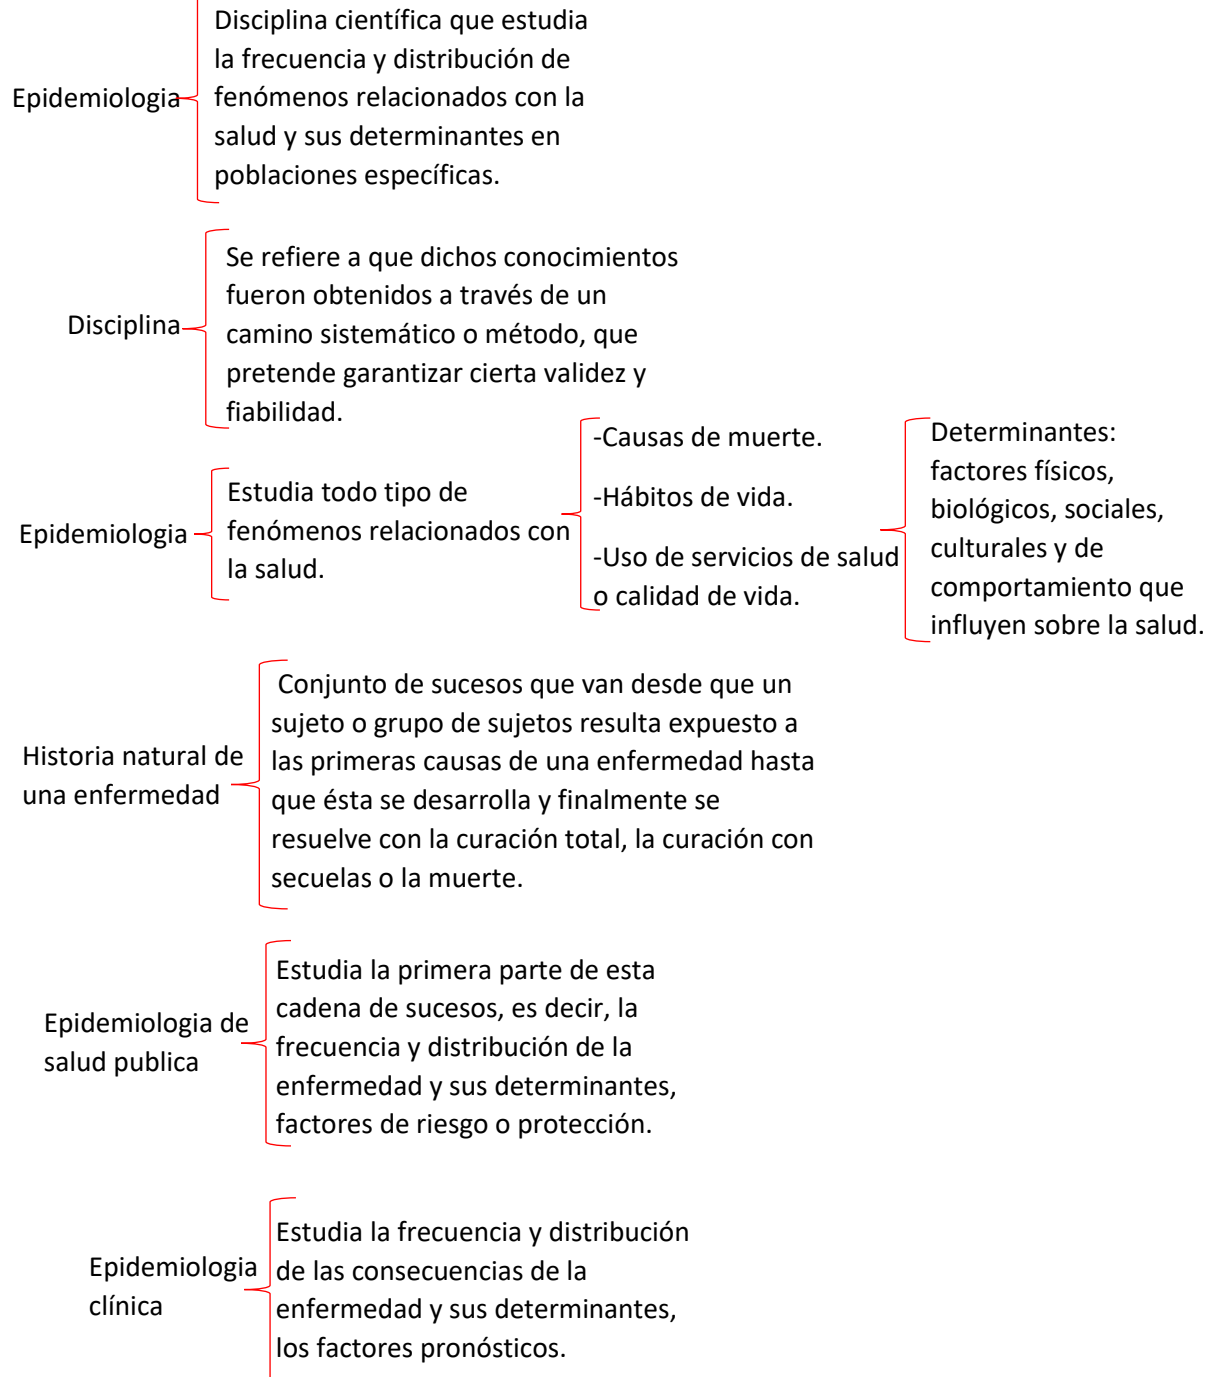 Epidemiologia
Disciplina científica que estudia
la frecuencia y distribución de
fenómenos relacionados con la
salud y sus determinantes en
poblaciones específicas.
Disciplina
Se refiere a que dichos conocimientos
fueron obtenidos a través de un
camino sistemático o método, que
pretende garantizar cierta validez y
fiabilidad.
Epidemiologia
Estudia todo tipo de
fenómenos relacionados con
la salud.
-Causas de muerte.
-Hábitos de vida.
-Uso de servicios de salud
o calidad de vida.
Determinantes:
factores físicos,
biológicos, sociales,
culturales y de
comportamiento que
influyen sobre la salud.
Historia natural de
una enfermedad
Conjunto de sucesos que van desde que un
sujeto o grupo de sujetos resulta expuesto a
las primeras causas de una enfermedad hasta
que ésta se desarrolla y finalmente se
resuelve con la curación total, la curación con
secuelas o la muerte.
Epidemiologia de
salud publica
Estudia la primera parte de esta
cadena de sucesos, es decir, la
frecuencia y distribución de la
enfermedad y sus determinantes,
factores de riesgo o protección.
Epidemiologia
clínica
Estudia la frecuencia y distribución
de las consecuencias de la
enfermedad y sus determinantes,
los factores pronósticos.